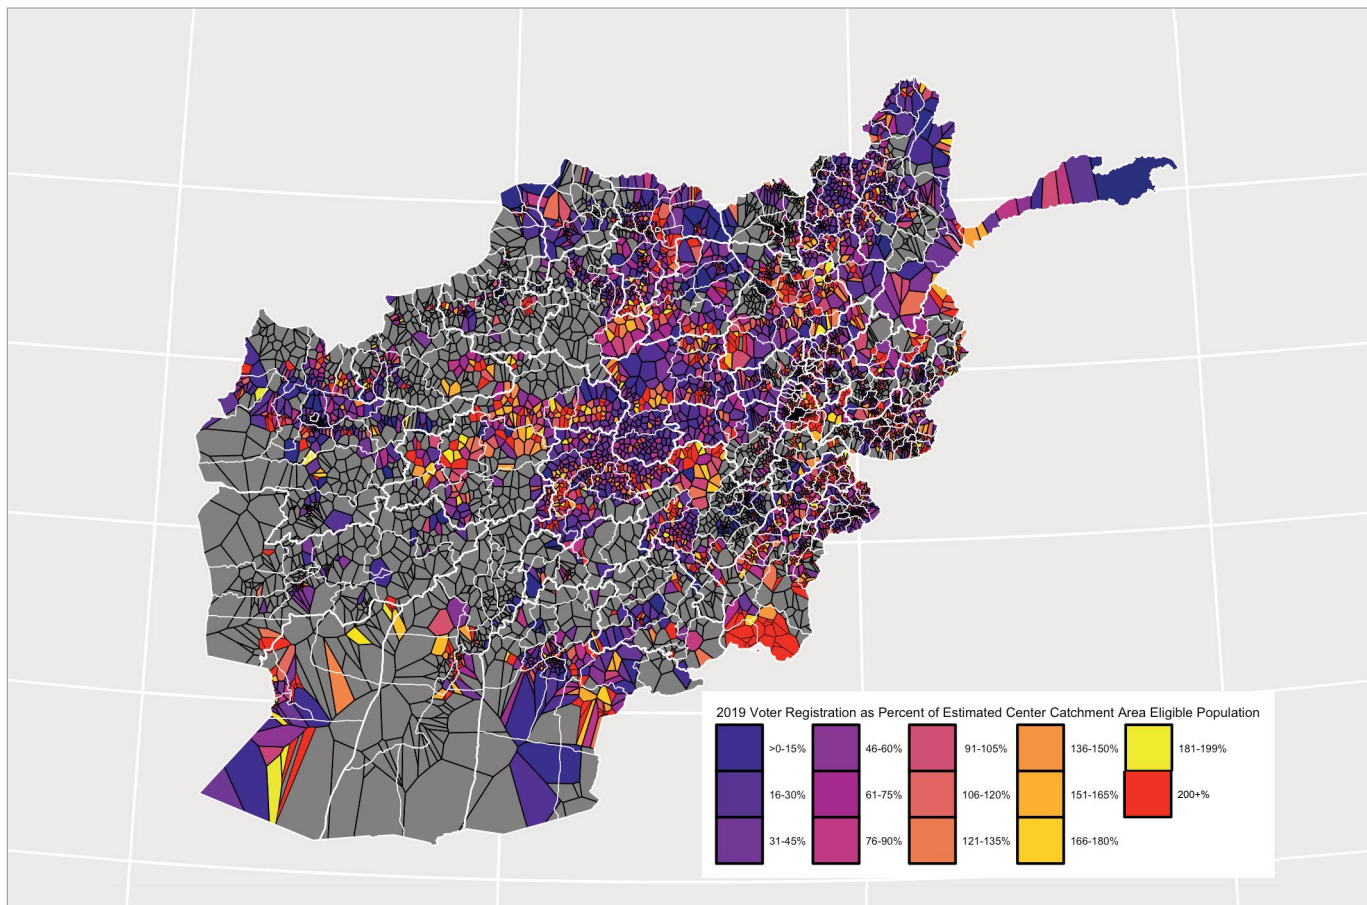 2019 Voter Registration as Percent of Estimated Center Catchment Area Eligible Population
>0-15% 46-60% 91-105% 136-150% 181-199%
16-30% 61-75% 106-120% 151-165% 200+%
31-45% 76-90% 121-135% 166-180%